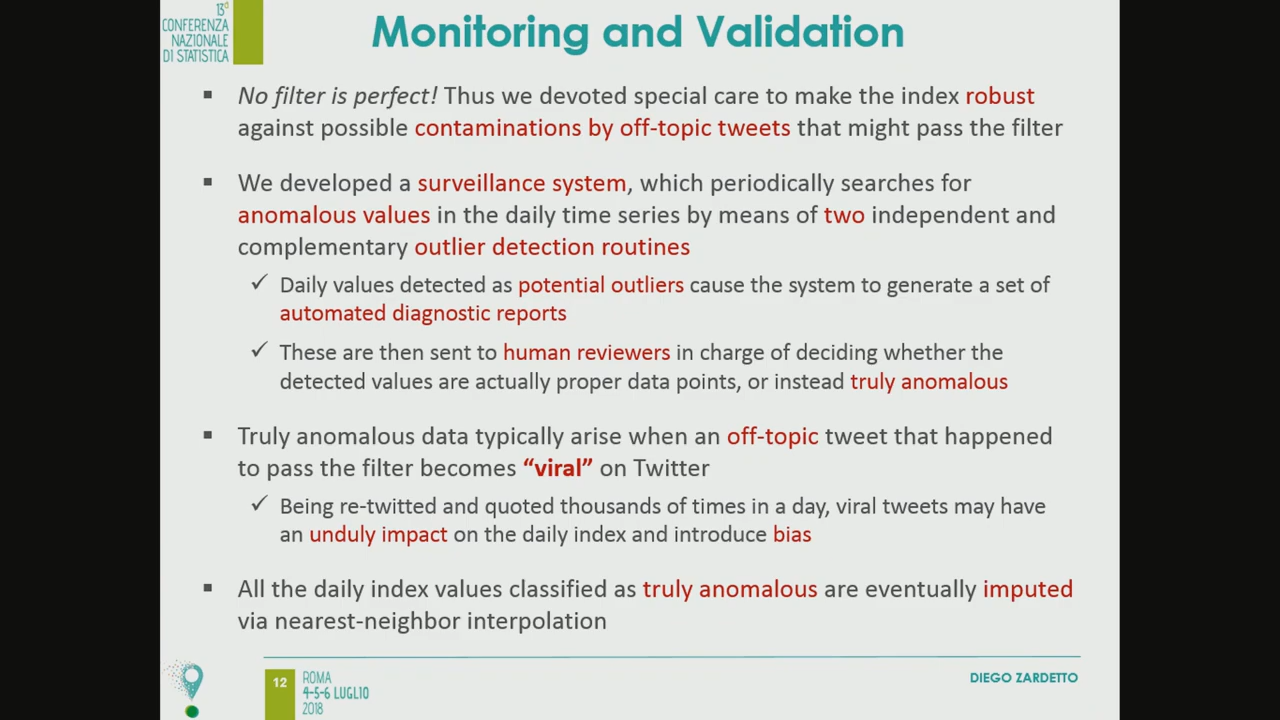 13°
CONFERENZA
NAZIONALE
DI STATISTICA
Monitoring and Validation
No filter is perfect! Thus we devoted special care to make the index robust
against possible contaminations by off-topic tweets that might pass the filter
We developed a surveillance system, which periodically searches for
anomalous values in the daily time series by means of two independent and
complementary outlier detection routines
Daily values detected as potential outliers cause the system to generate a set of
automated diagnostic reports
These are then sent to human reviewers in charge of deciding whether the
detected values are actually proper data points, or instead truly anomalous
Truly anomalous data typically arise when an off-topic tweet that happened
to pass the filter becomes “viral” on Twitter
Being re-twitted and quoted thousands of times in a day, viral tweets may have
an unduly impact on the daily index and introduce bias
All the daily index values classified as truly anomalous are eventually imputed
via nearest-neighbor interpolation
12
ROMA
4-5-6 LUGLIO
2018
DIEGO ZARDETTO